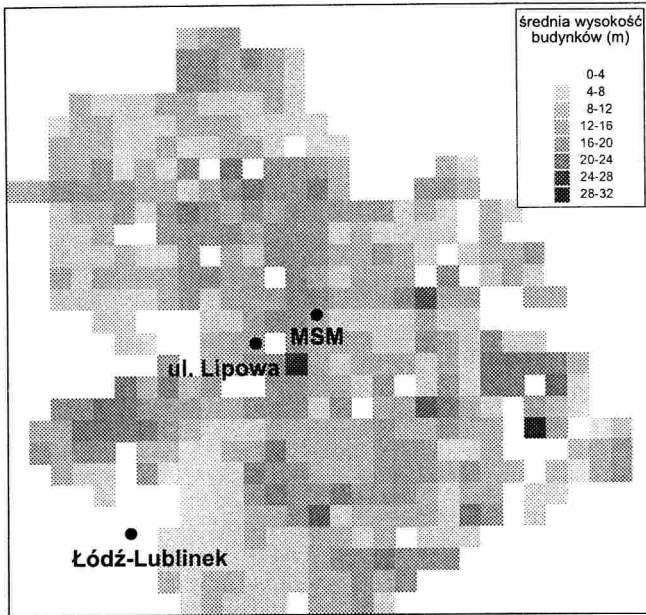 średnia wysokość
budynków (m)
0-4
4-8
8-12
12-16
16-20
20-24
24-28
28-32
MSM
ul. Lipowa
Łódź-Lublinek